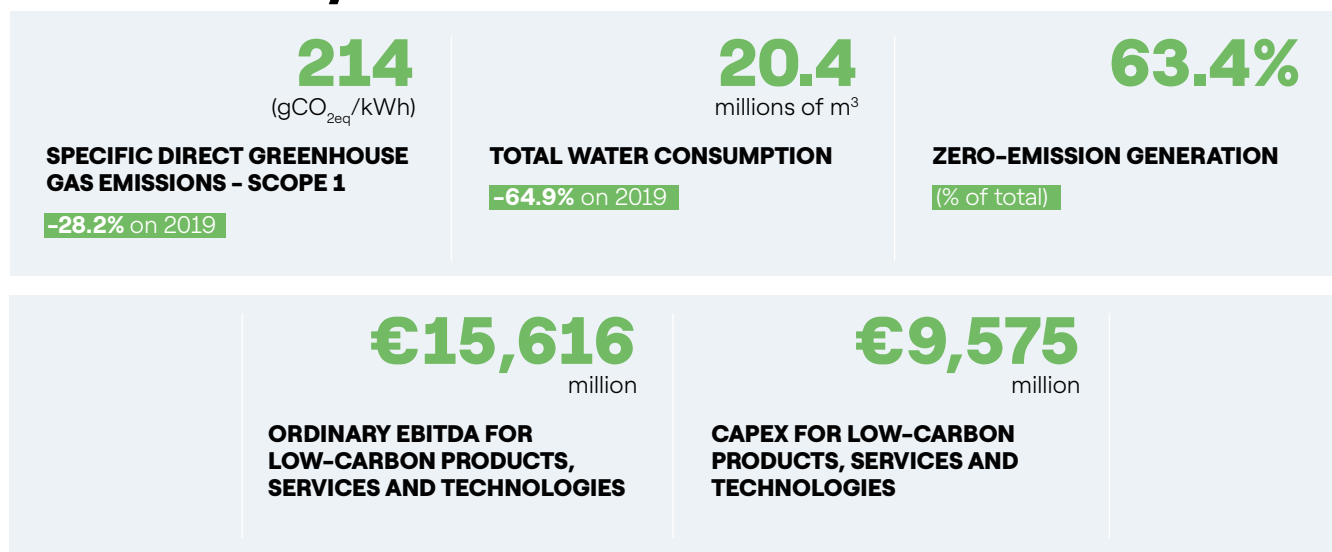 214
(gCO2eq/kWh)
SPECIFIC DIRECT GREENHOUSE
GAS EMISSIONS - SCOPE 1
-28.2% on 2019
20.4
millions of m³
TOTAL WATER CONSUMPTION
-64.9% on 2019
63.4%
ZERO-EMISSION GENERATION
(% of total)
€15,616
million
ORDINARY EBITDA FOR
LOW-CARBON PRODUCTS,
SERVICES AND TECHNOLOGIES
€9,575
million
CAPEX FOR LOW-CARBON
PRODUCTS, SERVICES AND
TECHNOLOGIES